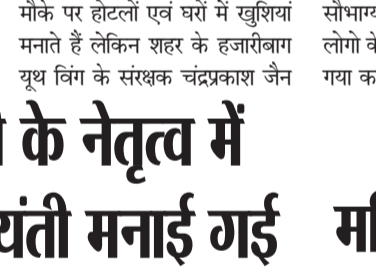 मौके पर होटलों एवं घरों में खुशियां
मनाते हैं लेकिन शहर के हजारीबाग
यूथ विंग के संरक्षक चंद्रप्रकाश जैन
सौभाग्य
लोगो के
गया क
के नेतृत्व में
यंती मनाई गई